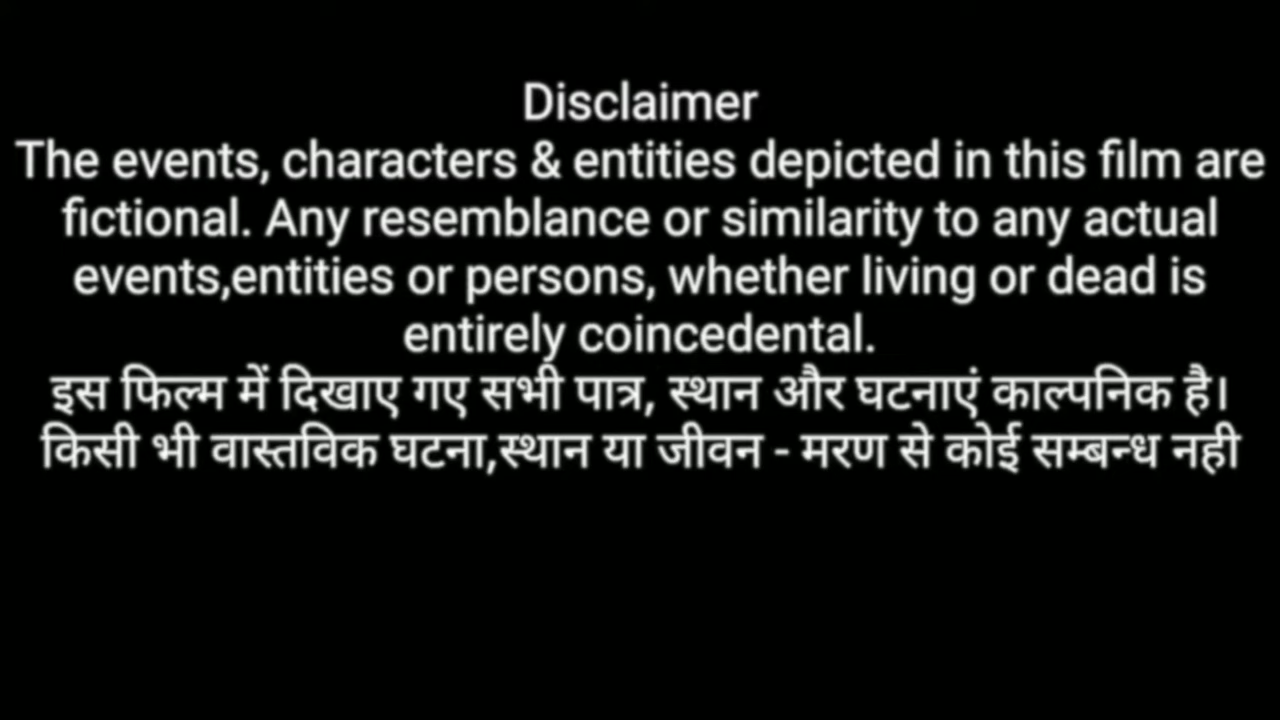 Disclaimer
The events, characters & entities depicted in this film are
fictional. Any resemblance or similarity to any actual
events,entities or persons, whether living or dead is
entirely coincedental.
इस फिल्म में दिखाए गए सभी पात्र, स्थान और घटनाएं काल्पनिक है।
किसी भी वास्तविक घटना,स्थान या जीवन - मरण से कोई सम्बन्ध नही